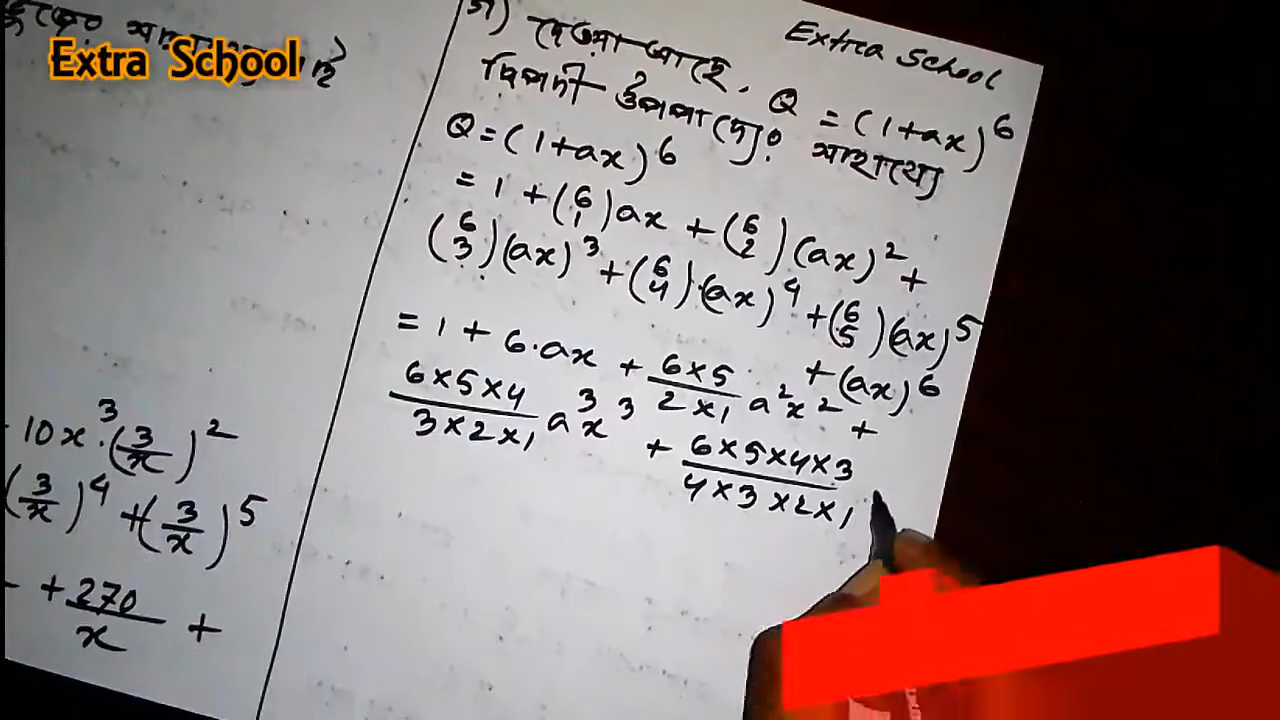 Extra School
Extra School
গ) দেওয়া আছে, Q = (1+ax)^6
দ্বিপদী উপপাদ্যের সাহায্যে
Q = (1+ax)^6
= 1 + (6 1)ax + (6 2)(ax)^2 +
(6 3)(ax)^3 + (6 4)(ax)^4 + (6 5)(ax)^5
+ (ax)^6
= 1 + 6·ax + 6×5/2×1 a^2x^2 +
6×5×4/3×2×1 a^3x^3 + 6×5×4×3/4×3×2×1
10x^3·(3/x)^2
(3/x)^4 + (3/x)^5
+ 270/x +